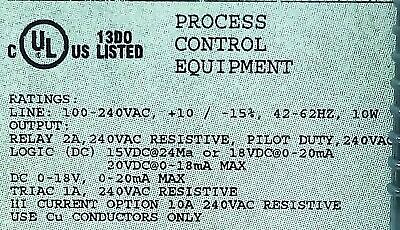 PROCESS
CONTROL
EQUIPMENT
C UL US 13DO LISTED
RATINGS:
LINE: 100-240VAC, +10 / -15%, 42-62HZ, 10W
OUTPUT:
RELAY 2A,240VAC RESISTIVE, PILOT DUTY,240VAC
LOGIC (DC) 15VDC@24Ma or 18VDC@0-20mA
20VDC@0-18mA MAX
DC 0-18V, 0-20mA MAX
TRIAC 1A, 240VAC RESISTIVE
HI CURRENT OPTION 10A 240VAC RESISTIVE
USE Cu CONDUCTORS ONLY